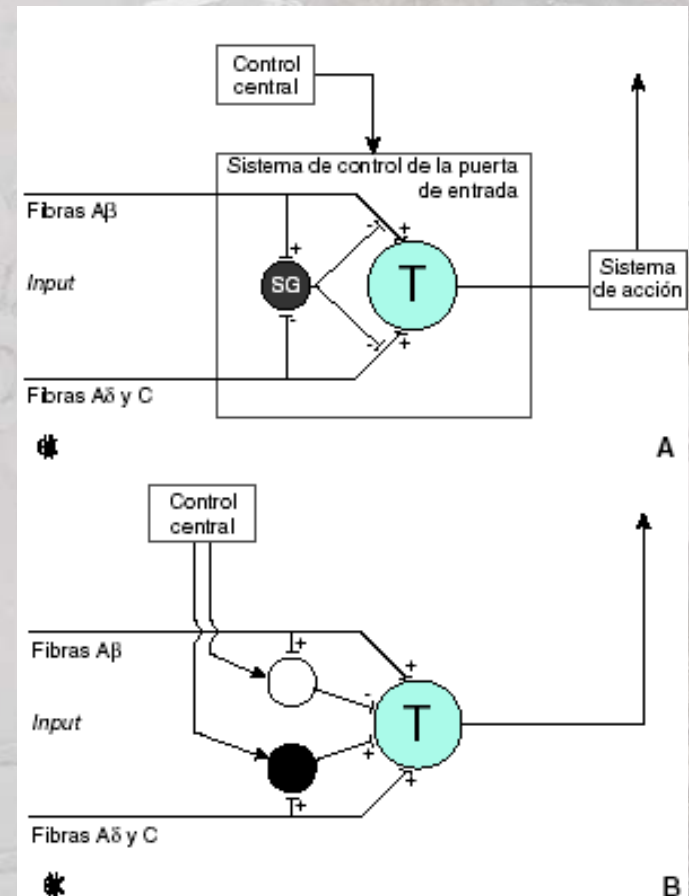 Control
central
Sistema de control de la puerta
de entrada
Fibras Aβ
+
-
+
Input
SG
T
Sistema
de acción
-
-
+
Fibras Aδ y C
A
Control
central
Fibras Aβ
+
+
-
Input
T
+
+
+
Fibras Aδ y C
B